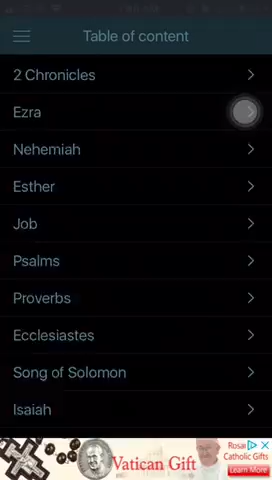 Table of content
2 Chronicles
Ezra
Nehemiah
Esther
Job
Psalms
Proverbs
Ecclesiastes
Song of Solomon
Isaiah
Vatican Gift
Rosar
Catholic Gifts
Learn More